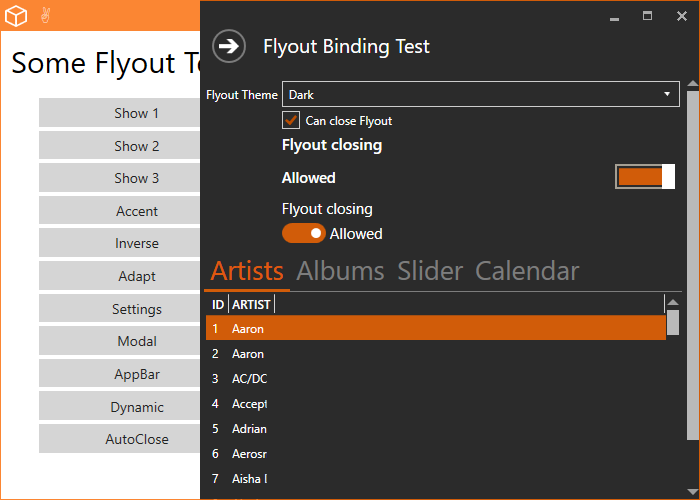 Some Flyout Te
Show 1
Show 2
Show 3
Accent
Inverse
Adapt
Settings
Modal
AppBar
Dynamic
AutoClose
Flyout Binding Test
Flyout Theme Dark
Can close Flyout
Flyout closing
Allowed
Flyout closing
Allowed
Artists Albums Slider Calendar
ID ARTIST
1 Aaron
2 Aaron
3 AC/DC
4 Accept
5 Adrian
6 Aerosr
7 Aisha